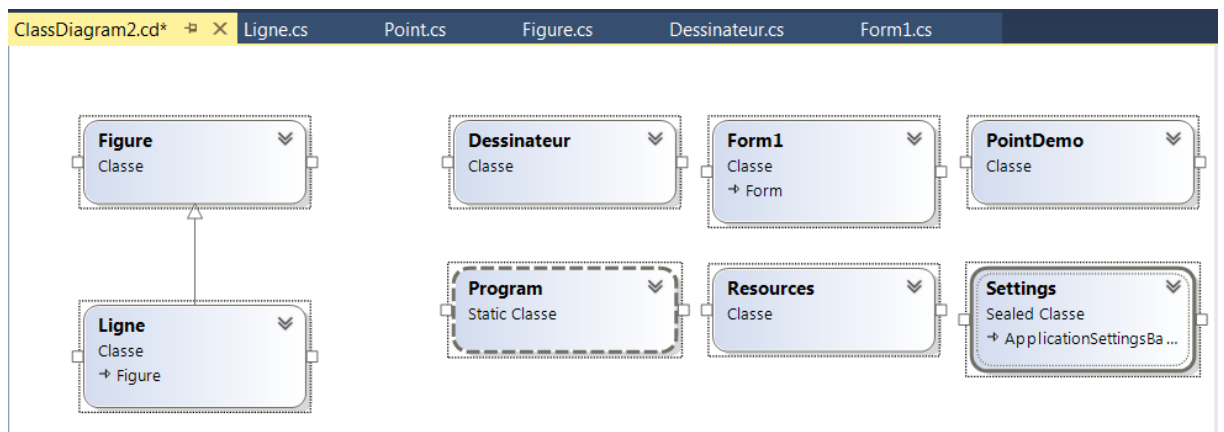 ClassDiagram2.cd* Ligne.cs Point.cs Figure.cs Dessinateur.cs Form1.cs
Figure
Classe
Dessinateur
Classe
Form1
Classe
Form
PointDemo
Classe
Ligne
Classe
Figure
Program
Static Classe
Resources
Classe
Settings
Sealed Classe
ApplicationSettingsBa...